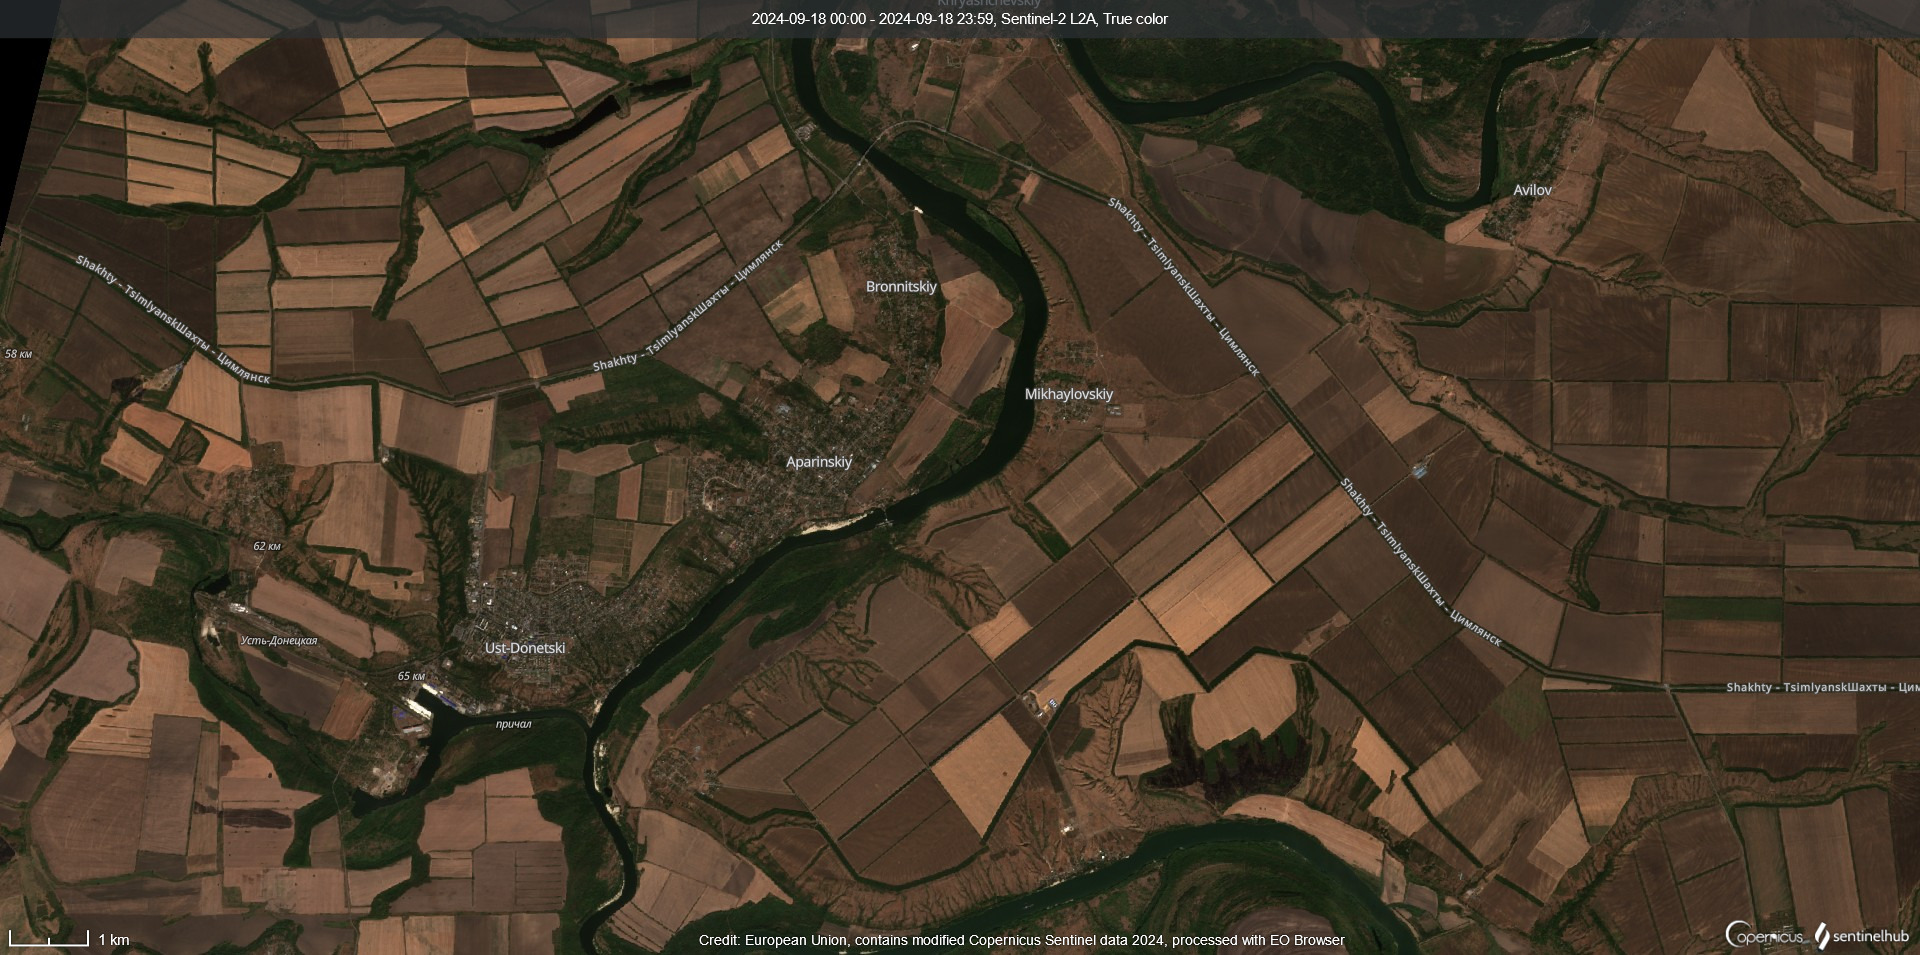 Khryashchevskiy
2024-09-18 00:00 - 2024-09-18 23:59, Sentinel-2 L2A, True color
Avilov
Shakhty - TsimlyanskШахты - Цимлянск
Shakhty - TsimlyanskШахты - Цимлянск
Shakhty - TsimlyanskШахты - Цимлянск
Bronnitskiy
58 км
Mikhaylovskiy
Aparinskiy
Shakhty - TsimlyanskШахты - Цимлянск
62 км
Усть-Донецкая
Ust-Donetski
65 км
Shakhty - TsimlyanskШахты - Цим
причал
1 km
Credit: European Union, contains modified Copernicus Sentinel data 2024, processed with EO Browser
Copernicus
sentinelhub